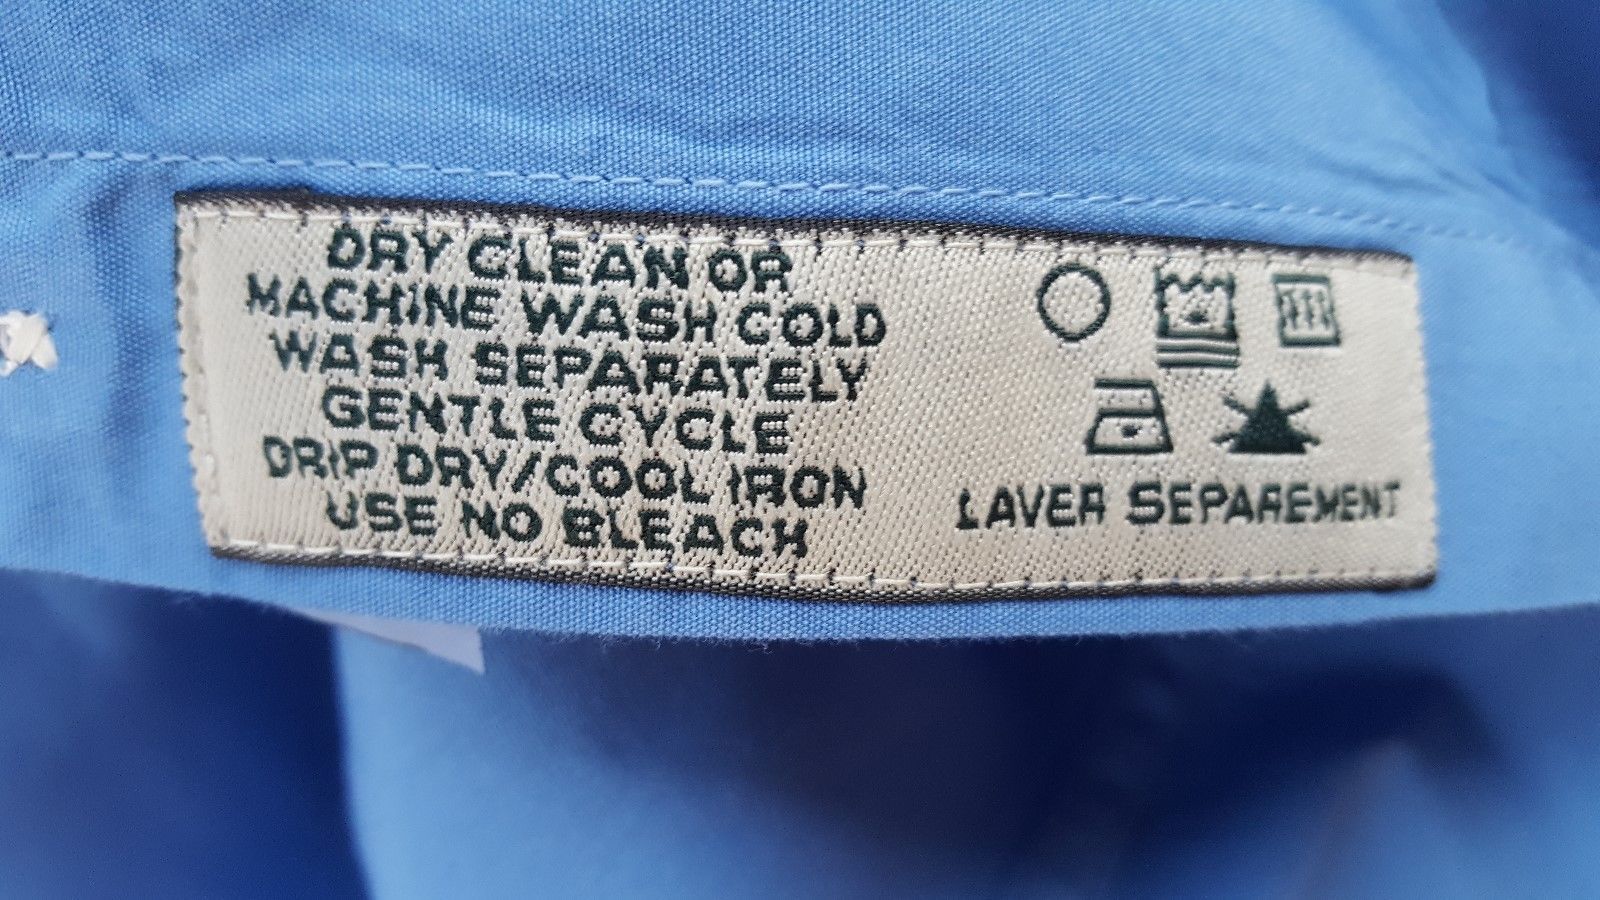 DRY CLEAN OR
MACHINE WASH COLD
WASH SEPARATELY
GENTLE CYCLE
DRIP DRY/COOL IRON
USE NO BLEACH
LAVER SEPAREMENT